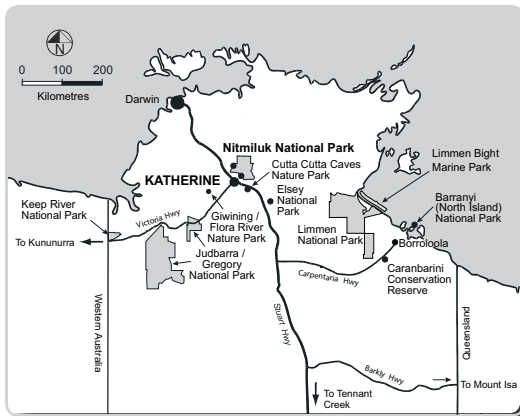 N
0 100 200
Kilometres
Darwin
Nitmiluk National Park
Cutta Cutta Caves
Nature Park
KATHERINE
Elsey
National
Park
Limmen Bight
Marine Park
Barranyi
(North Island)
National Park
Keep River
National Park
Victoria Hwy
Giwining /
Flora River
Nature Park
Limmen
National Park
Borroloola
To Kununurra
Judbarra /
Gregory
National Park
Carpentaria Hwy
Caranbarini
Conservation
Reserve
Western Australia
Stuart Hwy
Queensland
Barkly Hwy
To Mount Isa
To Tennant
Creek